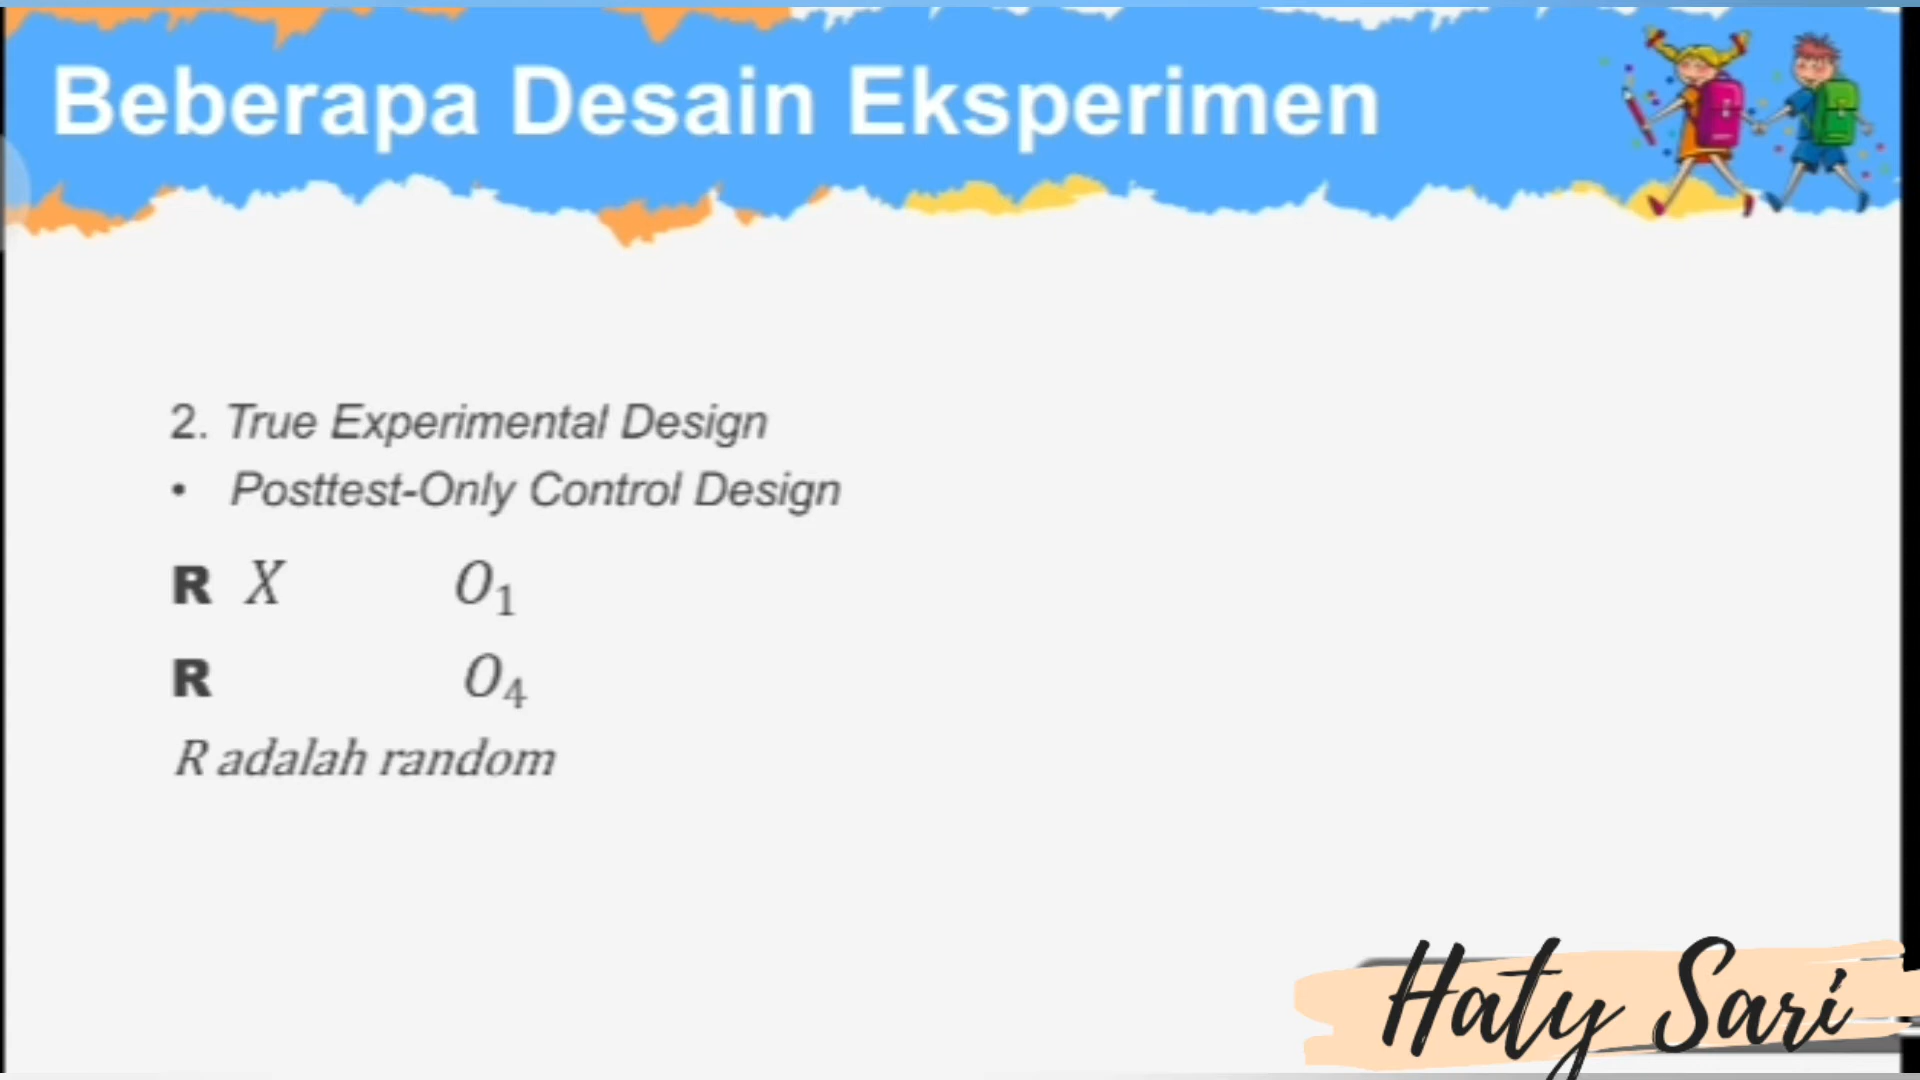 Beberapa Desain Eksperimen
2. True Experimental Design
• Posttest-Only Control Design
R X O₁
R O₄
R adalah random
Haty Sari